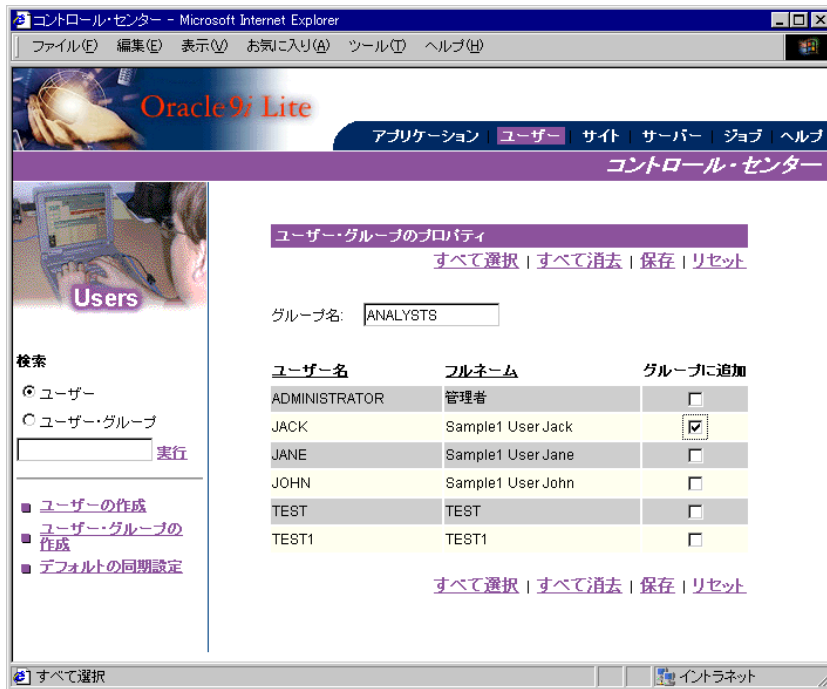 コントロール・センター - Microsoft Internet Explorer
ファイル(F) 編集(E) 表示(V) お気に入り(A) ツール(T) ヘルプ(H)
Oracle9i Lite
アプリケーション ユーザー サイト サーバー ジョブ ヘルプ
コントロール・センター
Users
検索
ユーザー
ユーザー・グループ
実行
ユーザーの作成
ユーザー・グループの
作成
デフォルトの同期設定
ユーザー・グループのプロパティ
すべて選択 | すべて消去 | 保存 | リセット
グループ名: ANALYSTS
ユーザー名 フルネーム グループに追加
ADMINISTRATOR 管理者
JACK Sample1 User Jack
JANE Sample1 User Jane
JOHN Sample1 User John
TEST TEST
TEST1 TEST1
すべて選択 | すべて消去 | 保存 | リセット
すべて選択 イントラネット